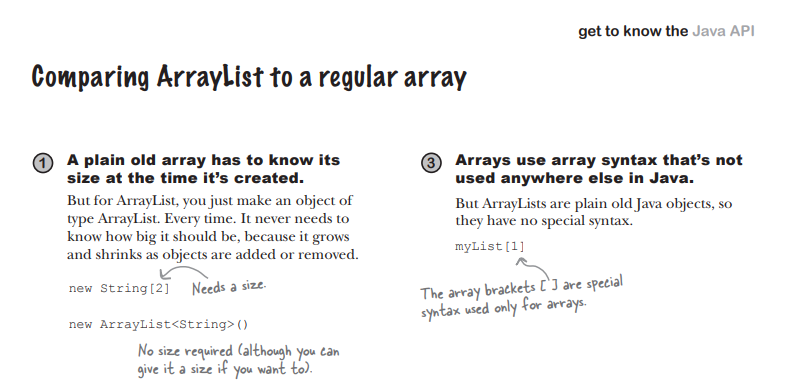 get to know the Java API
Comparing ArrayList to a regular array
1 A plain old array has to know its
size at the time it's created.
But for ArrayList, you just make an object of
type ArrayList. Every time. It never needs to
know how big it should be, because it grows
and shrinks as objects are added or removed.
new String[2] Needs a size.
new ArrayList<String>()
No size required (although you can
give it a size if you want to).
3 Arrays use array syntax that's not
used anywhere else in Java.
But ArrayLists are plain old Java objects, so
they have no special syntax.
myList[1]
The array brackets [ ] are special
syntax used only for arrays.